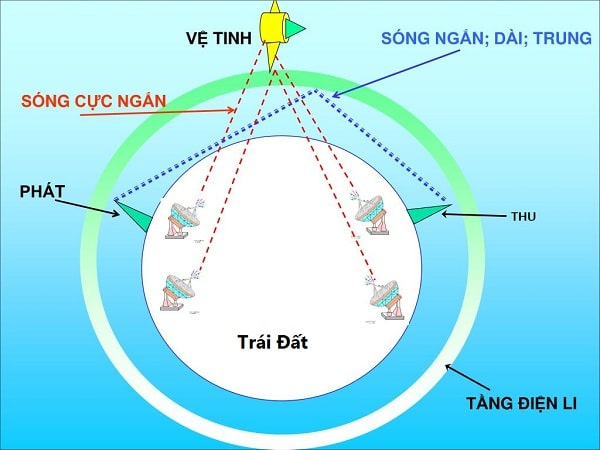 VỆ TINH
SÓNG NGẮN; DÀI; TRUNG
SÓNG CỰC NGẮN
PHÁT
THU
Trái Đất
TẦNG ĐIỆN LI